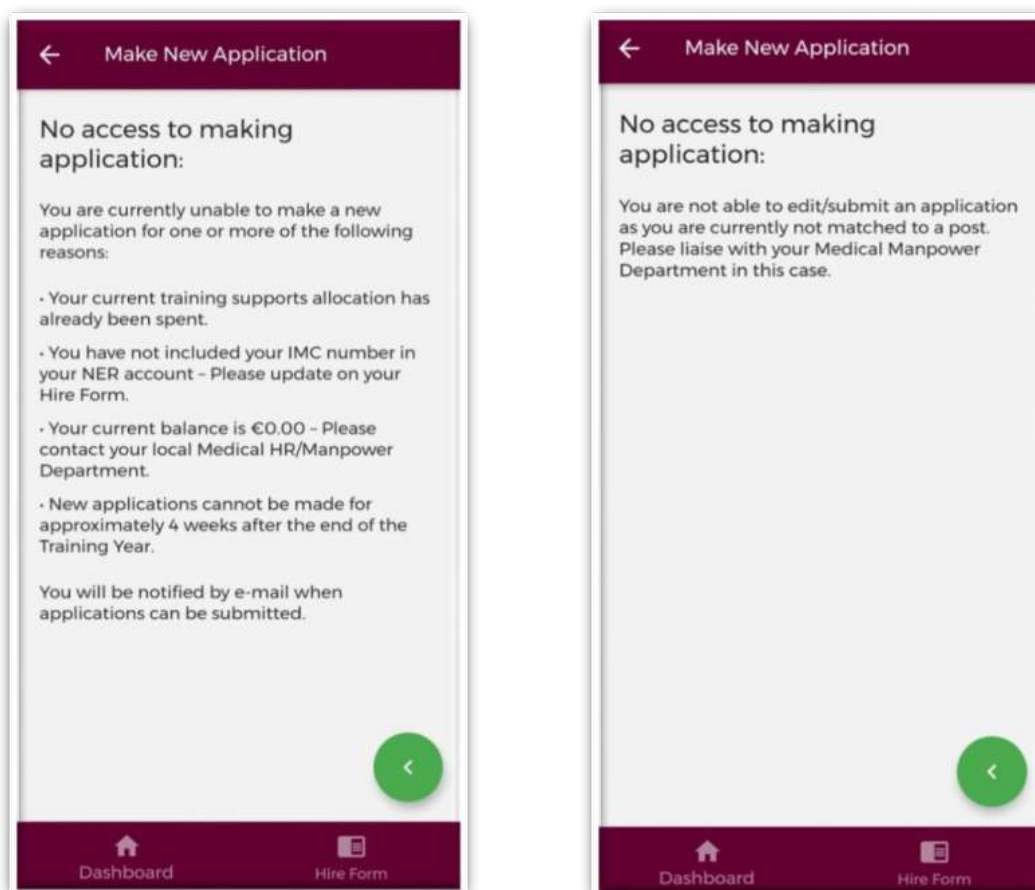 Make New Application
No access to making
application:
You are currently unable to make a new
application for one or more of the following
reasons:
• Your current training supports allocation has
already been spent.
• You have not included your IMC number in
your NER account – Please update on your
Hire Form.
• Your current balance is €0.00 – Please
contact your local Medical HR/Manpower
Department.
• New applications cannot be made for
approximately 4 weeks after the end of the
Training Year.
You will be notified by e-mail when
applications can be submitted.
Dashboard
Hire Form
Make New Application
No access to making
application:
You are not able to edit/submit an application
as you are currently not matched to a post.
Please liaise with your Medical Manpower
Department in this case.
Dashboard
Hire Form